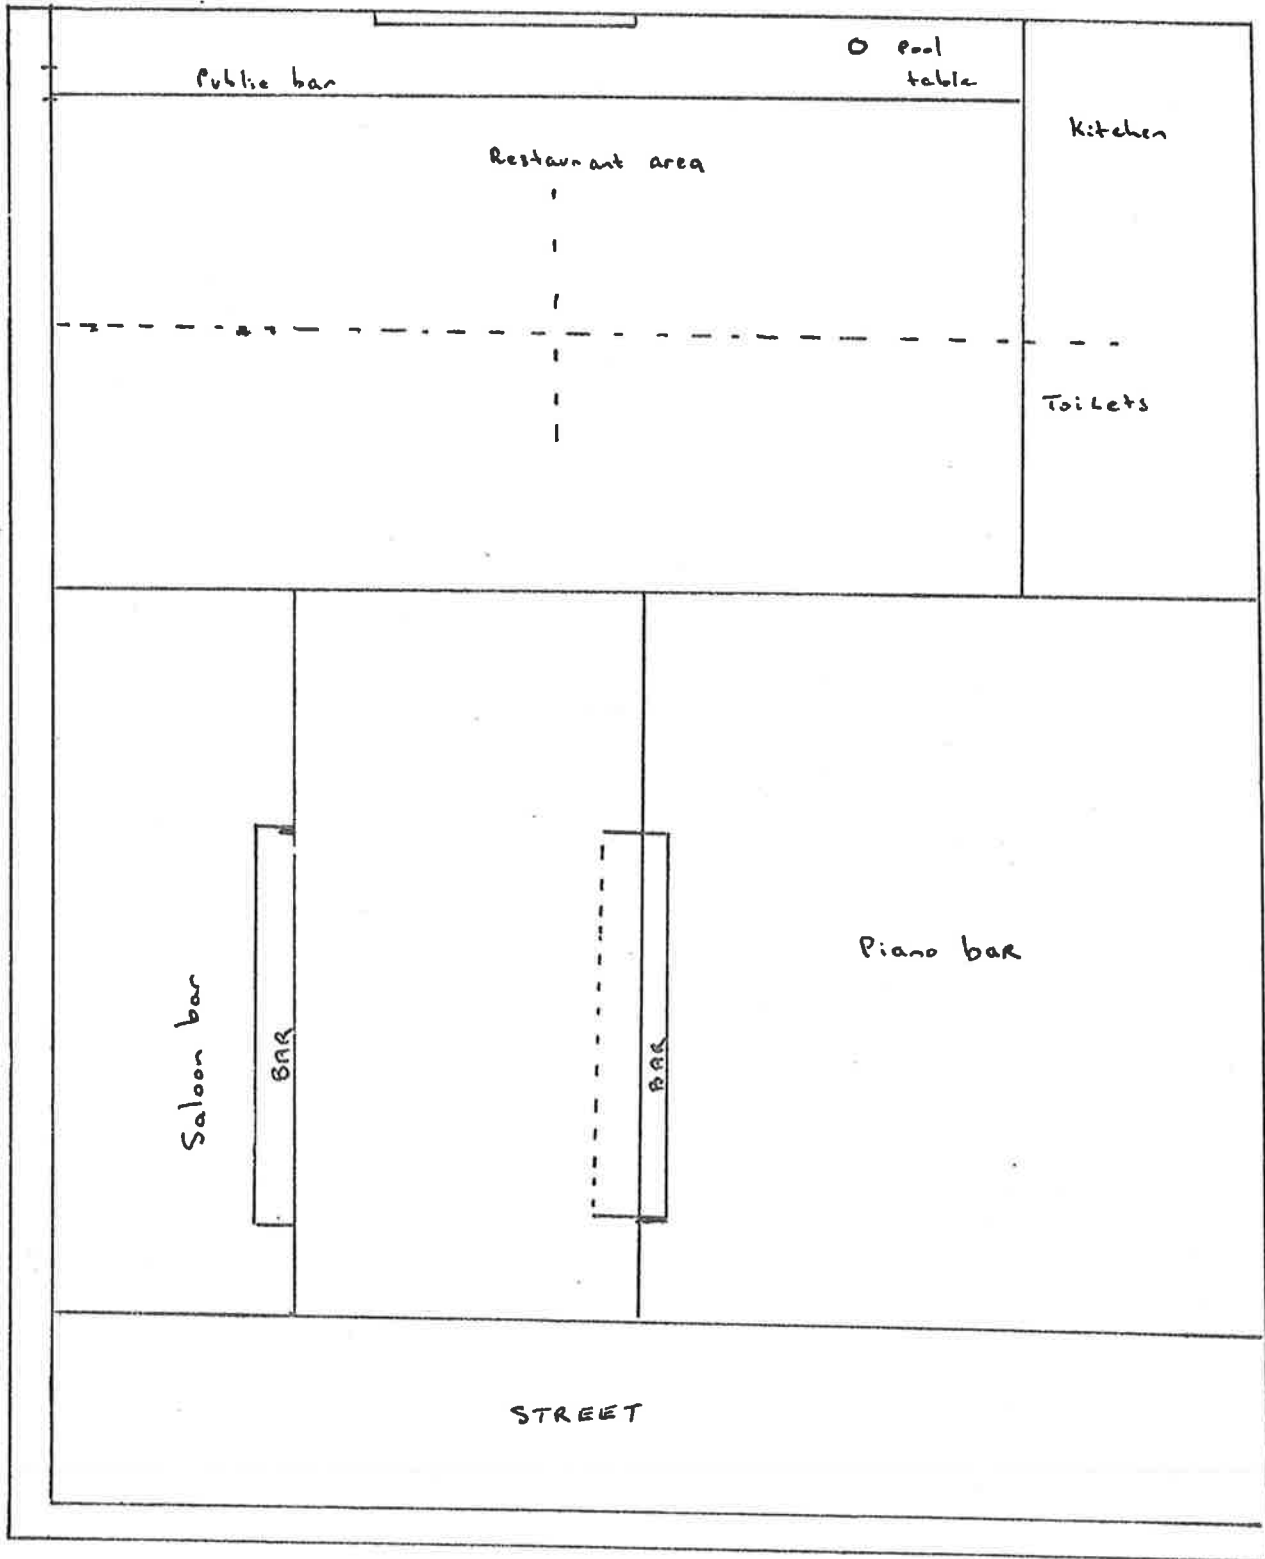 Pool
table
Public bar
Kitchen
Restaurant area
Toilets
Saloon bar
BAR
BAR
Piano bar
STREET